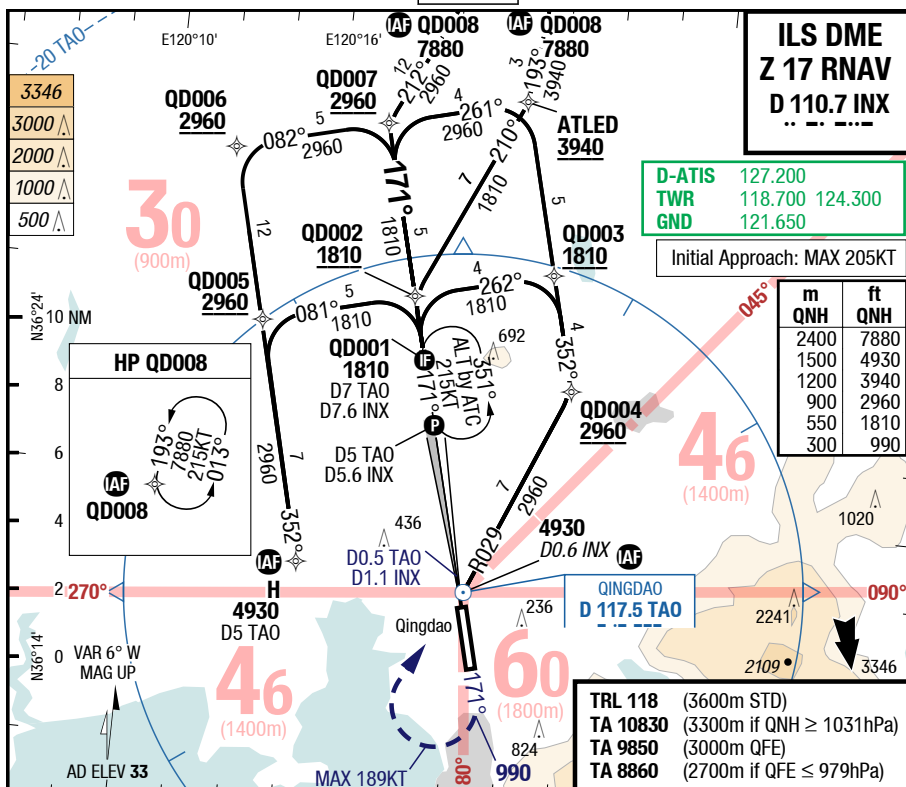 20 TAO
E120°10'
E120°16'
IAF QD008
7880
IAF QD008
7880
ILS DME
Z 17 RNAV
D 110.7 INX
3346
3000
2000
1000
500
QD006
2960
QD007
2960
12
212°
2960
3
193°
3940
ATLED
3940
082°
5
2960
4
261°
2960
210°
7
1810
171°
5
1810
D-ATIS 127.200
TWR 118.700 124.300
GND 121.650
Initial Approach: MAX 205KT
30
(900m)
12
5
QD002
1810
QD003
1810
QD005
2960
081°
5
1810
4
262°
1810
045°
m ft
QNH QNH
2400 7880
1500 4930
1200 3940
900 2960
550 1810
300 990
N36°24'
10 NM
8
6
4
2
0
N36°14'
QD001
1810
D7 TAO
D7.6 INX
IF
171°
ALT by ATC
215KT
351°
692
4
352°
QD004
2960
P
D5 TAO
D5.6 INX
HP QD008
193°
7880
215KT
013°
IAF
QD008
7
2960
352°
7
2960
R029
46
(1400m)
1020
436
D0.5 TAO
D1.1 INX
4930
D0.6 INX
IAF
IAF
H
4930
D5 TAO
270°
090°
QINGDAO
D 117.5 TAO
Qingdao
236
2241
2109
3346
VAR 6° W
MAG UP
46
(1400m)
60
(1800m)
171°
824
AD ELEV 33
MAX 189KT
990
80°
TRL 118 (3600m STD)
TA 10830 (3300m if QNH ≥ 1031hPa)
TA 9850 (3000m QFE)
TA 8860 (2700m if QFE ≤ 979hPa)